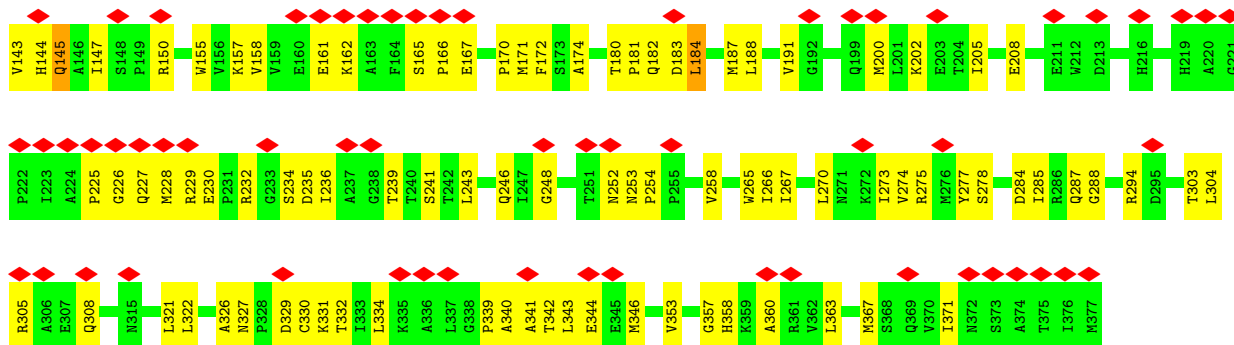 V143 H144 Q145 A146 I147 S148 P149 R150 W155 V156 K157 V158 V159 E160 E161 K162 A163 F164 S165 P166 E167 P170 M171 F172 S173 A174 T180 P181 Q182 D183 L184 M187 L188 V191 G192 Q199 M200 L201 K202 E203 T204 I205 E208 E211 W212 D213 H216 H219 A220 G221
P222 I223 A224 P225 G226 Q227 M228 R229 E230 P231 R232 G233 S234 D235 I236 A237 G238 T239 T240 S241 T242 L243 Q246 I247 G248 T251 N252 N253 P254 P255 V258 W265 I266 I267 L270 N271 K272 I273 V274 R275 M276 Y277 S278 D284 I285 R286 Q287 G288 R294 D295 T303 L304
R305 A306 E307 Q308 N315 L321 L322 A326 N327 P328 D329 C330 K331 T332 I333 L334 K335 A336 L337 G338 P339 A340 A341 T342 L343 E344 E345 M346 V353 G357 H358 K359 A360 R361 V362 L363 M367 S368 Q369 V370 I371 N372 S373 A374 T375 I376 M377